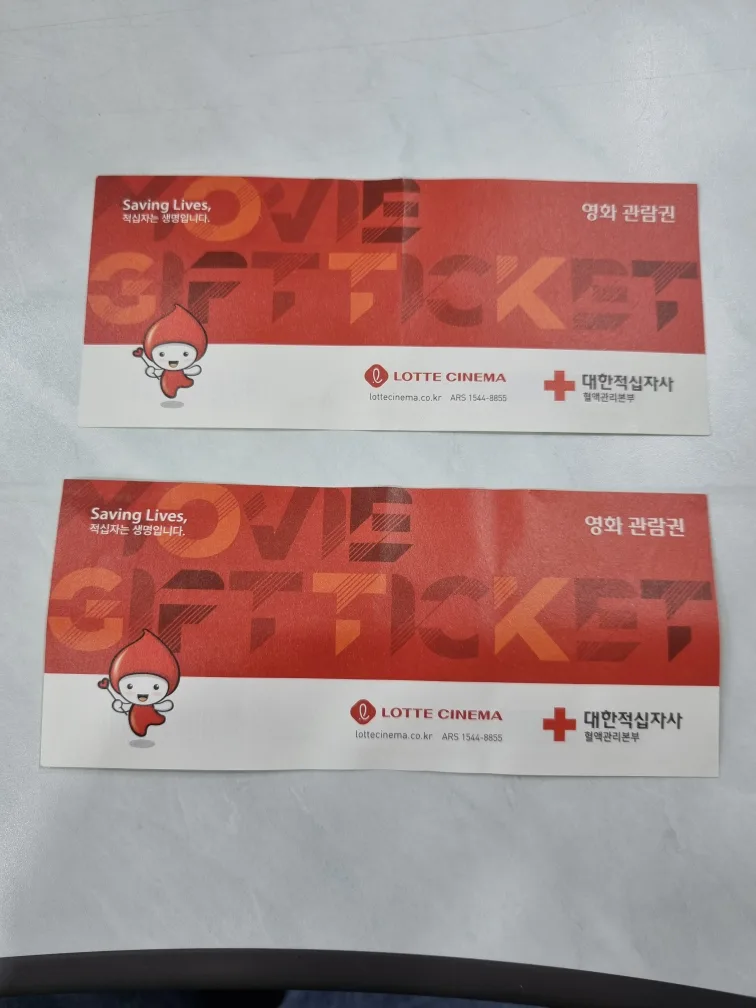 Saving Lives,
적십자는 생명입니다.
영화 관람권
MOVIE
GIFT TICKET
LOTTE CINEMA
lottecinema.co.kr ARS 1544-8855
대한적십자사
혈액관리본부
Saving Lives,
적십자는 생명입니다.
영화 관람권
MOVIE
GIFT TICKET
LOTTE CINEMA
lottecinema.co.kr ARS 1544-8855
대한적십자사
혈액관리본부